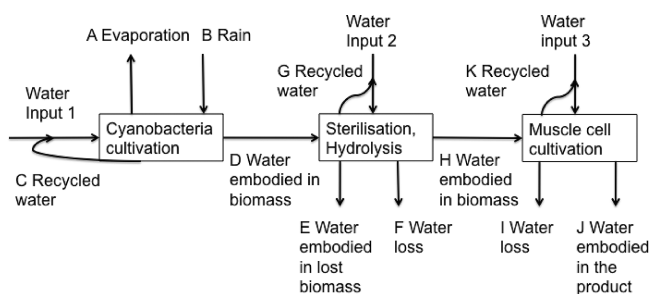 A Evaporation
B Rain
Water
Input 1
Cyanobacteria
cultivation
C Recycled
water
D Water
embodied in
biomass
Water
Input 2
G Recycled
water
Sterilisation,
Hydrolysis
E Water
embodied
in lost
biomass
F Water
loss
H Water
embodied
in biomass
Water
input 3
K Recycled
water
Muscle cell
cultivation
I Water
loss
J Water
embodied
in the
product